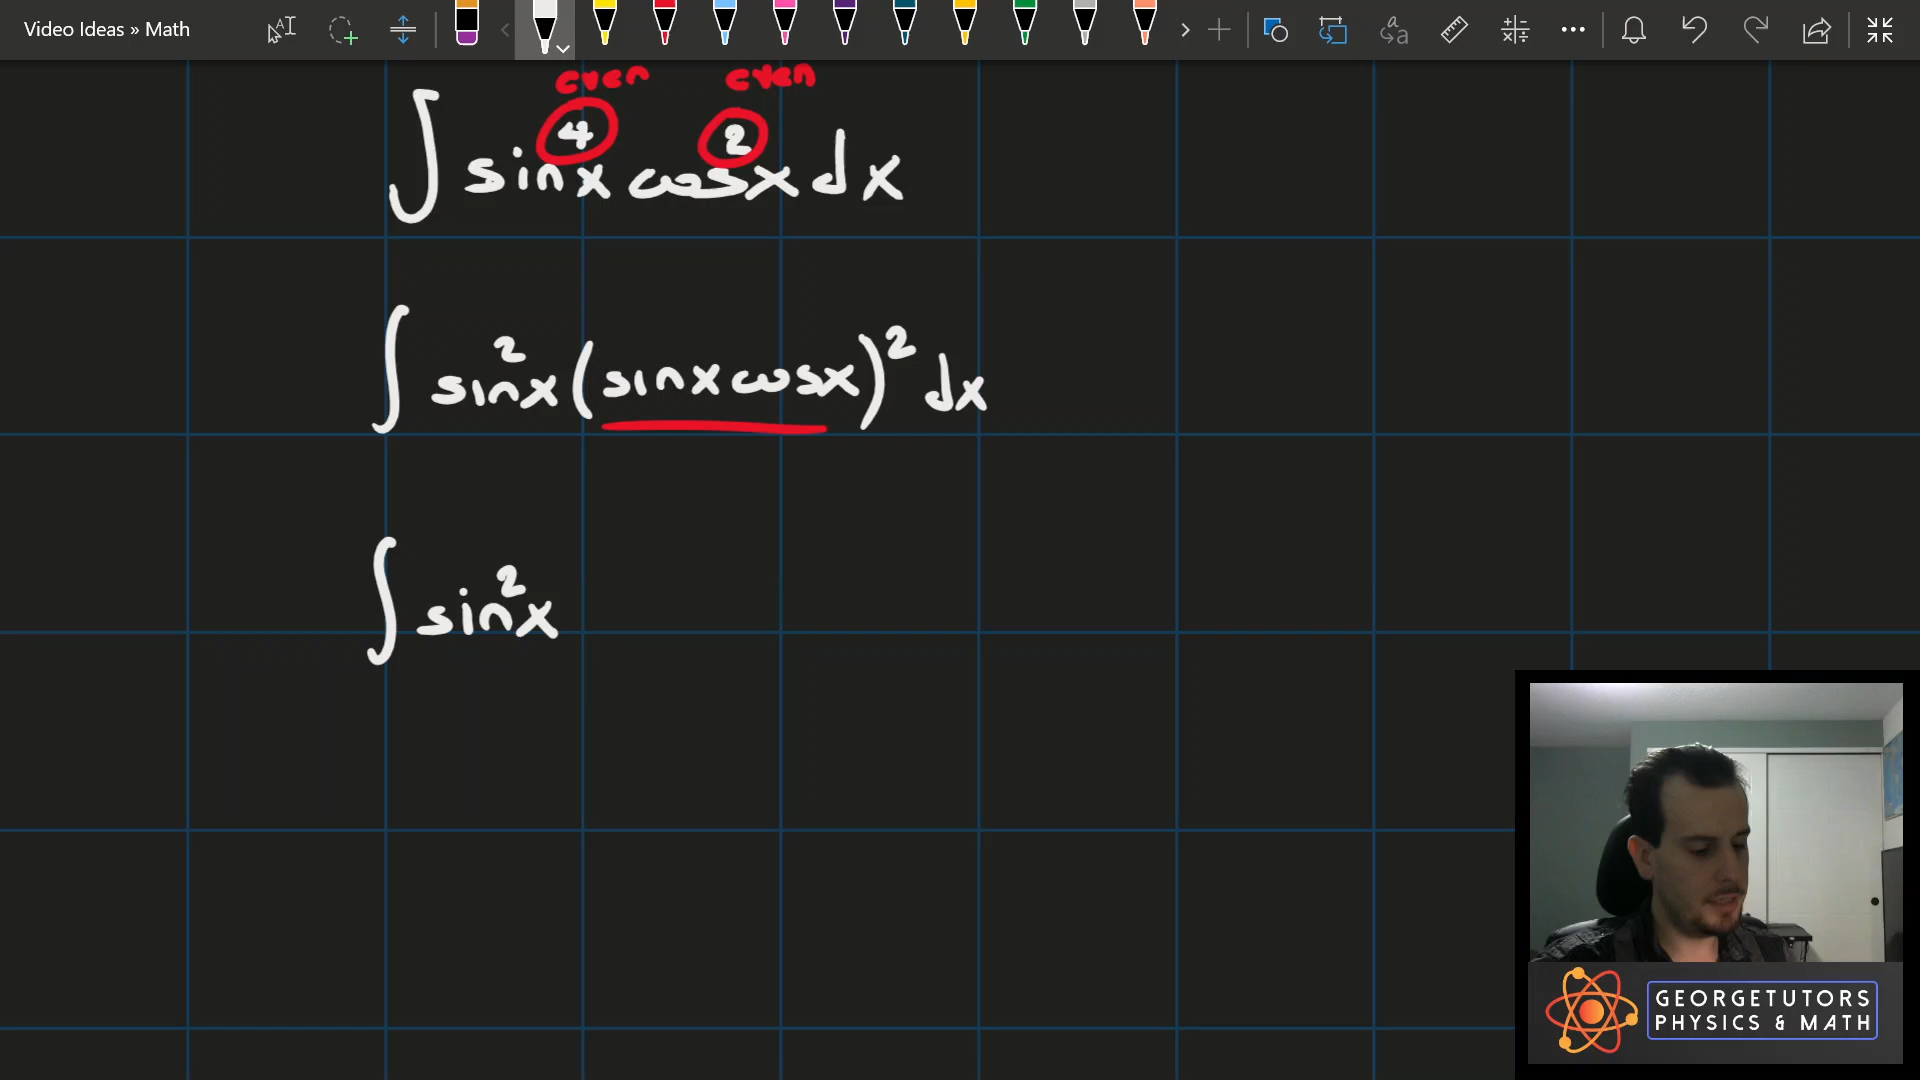 Video Ideas » Math
even even
∫ sin⁴x cos²x dx
∫ sin²x (sinx cosx)² dx
∫ sin²x
GEORGETUTORS
PHYSICS & MATH